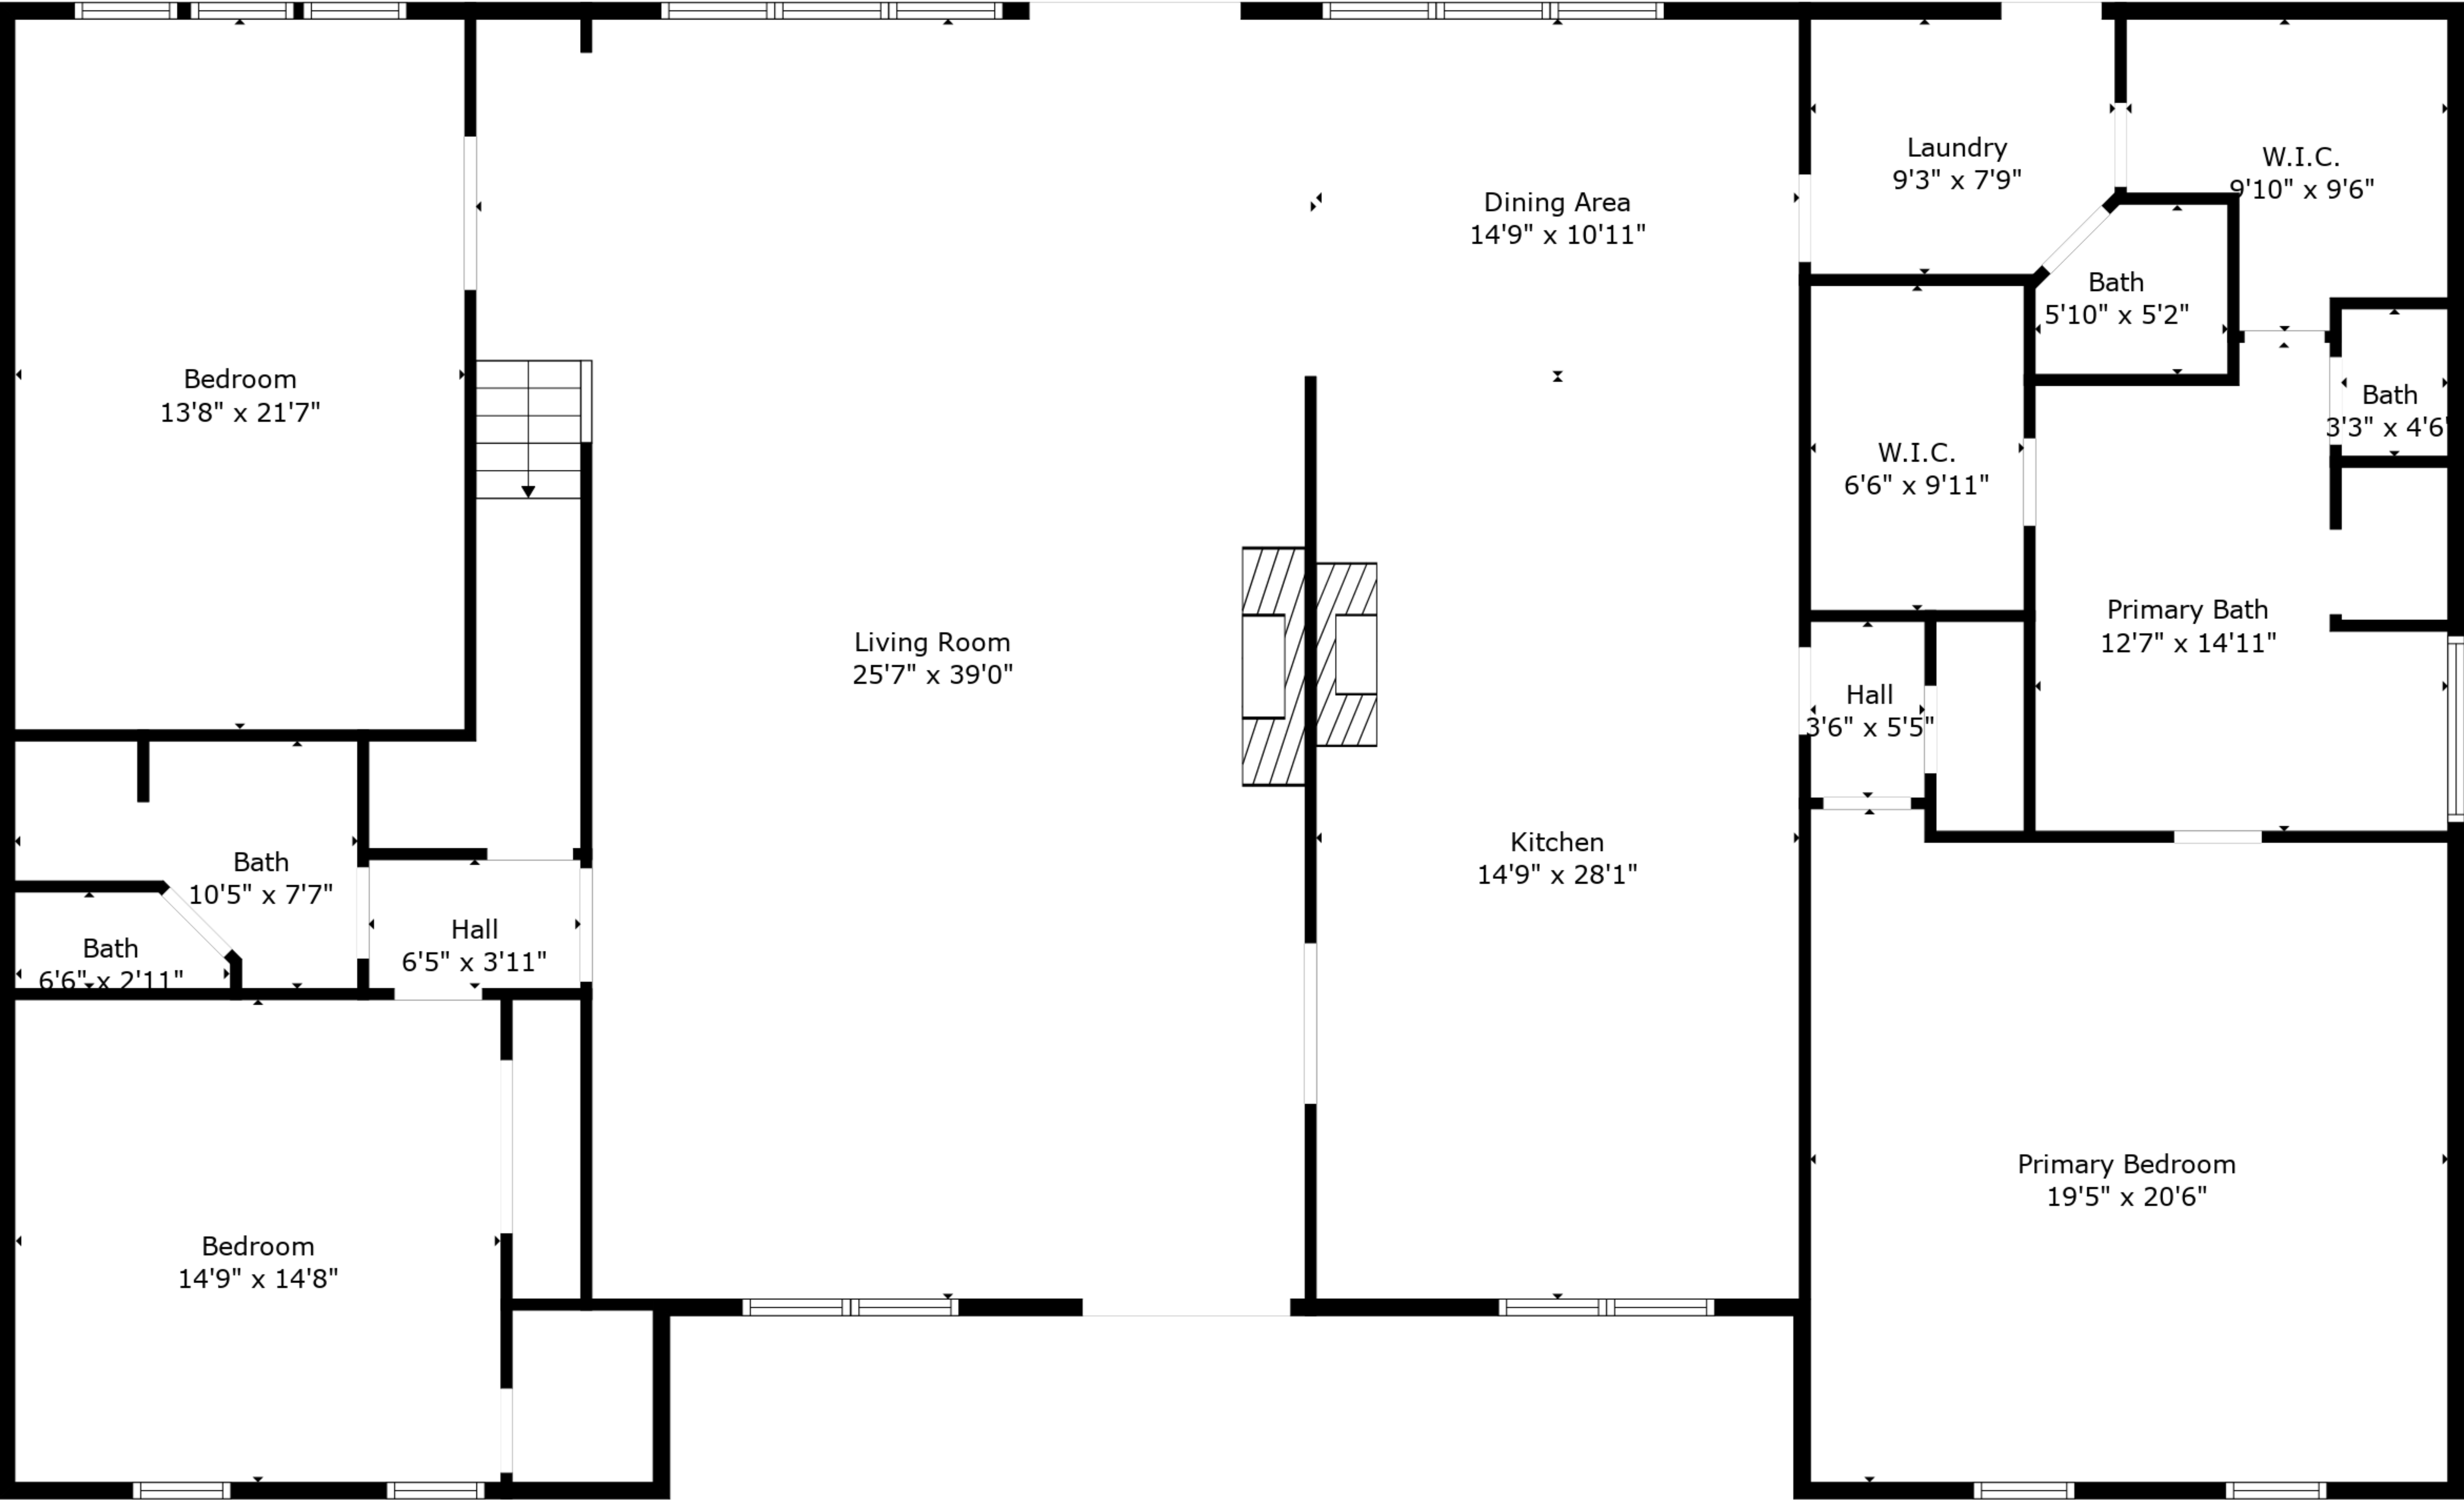 Laundry
9'3" x 7'9"
W.I.C.
9'10" x 9'6"
Dining Area
14'9" x 10'11"
Bath
5'10" x 5'2"
Bedroom
13'8" x 21'7"
Bath
3'3" x 4'6"
W.I.C.
6'6" x 9'11"
Living Room
25'7" x 39'0"
Primary Bath
12'7" x 14'11"
Hall
3'6" x 5'5"
Kitchen
14'9" x 28'1"
Bath
10'5" x 7'7"
Hall
6'5" x 3'11"
Bath
6'6" x 2'11"
Primary Bedroom
19'5" x 20'6"
Bedroom
14'9" x 14'8"